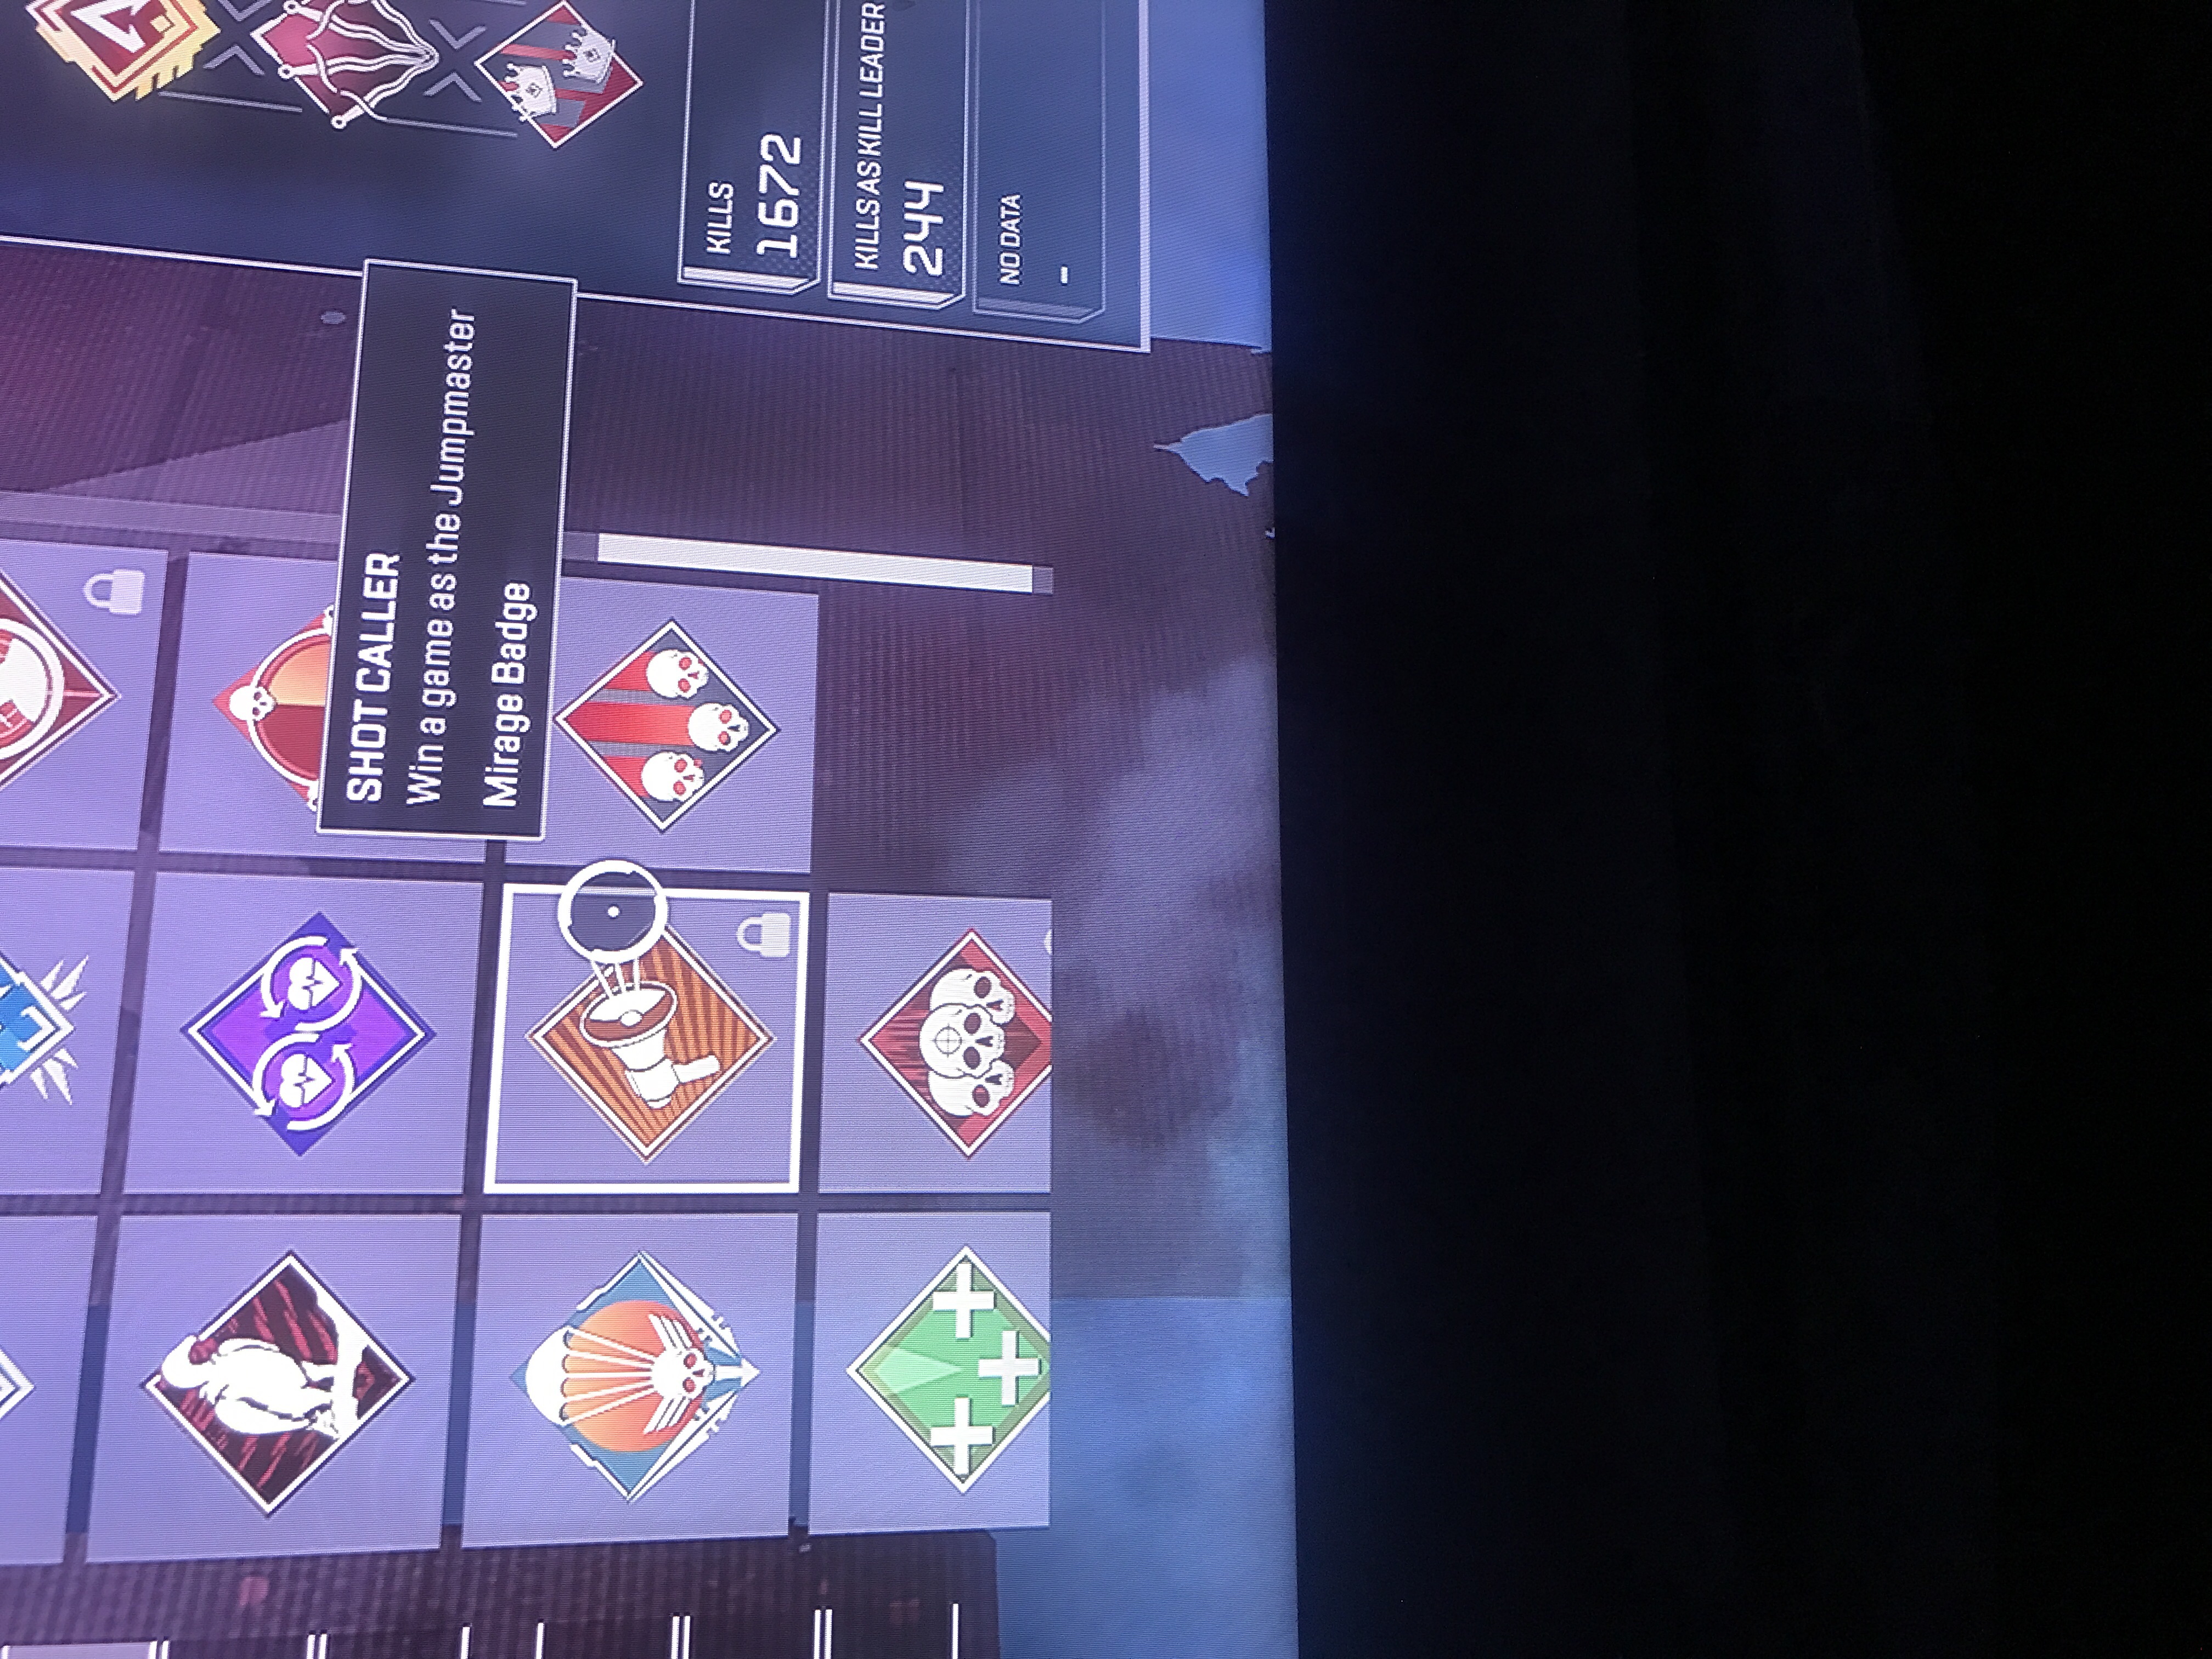 SHOT CALLER
Win a game as the Jumpmaster
Mirage Badge
KILLS
1672
KILLS AS KILL LEADER
244
NO DATA
-